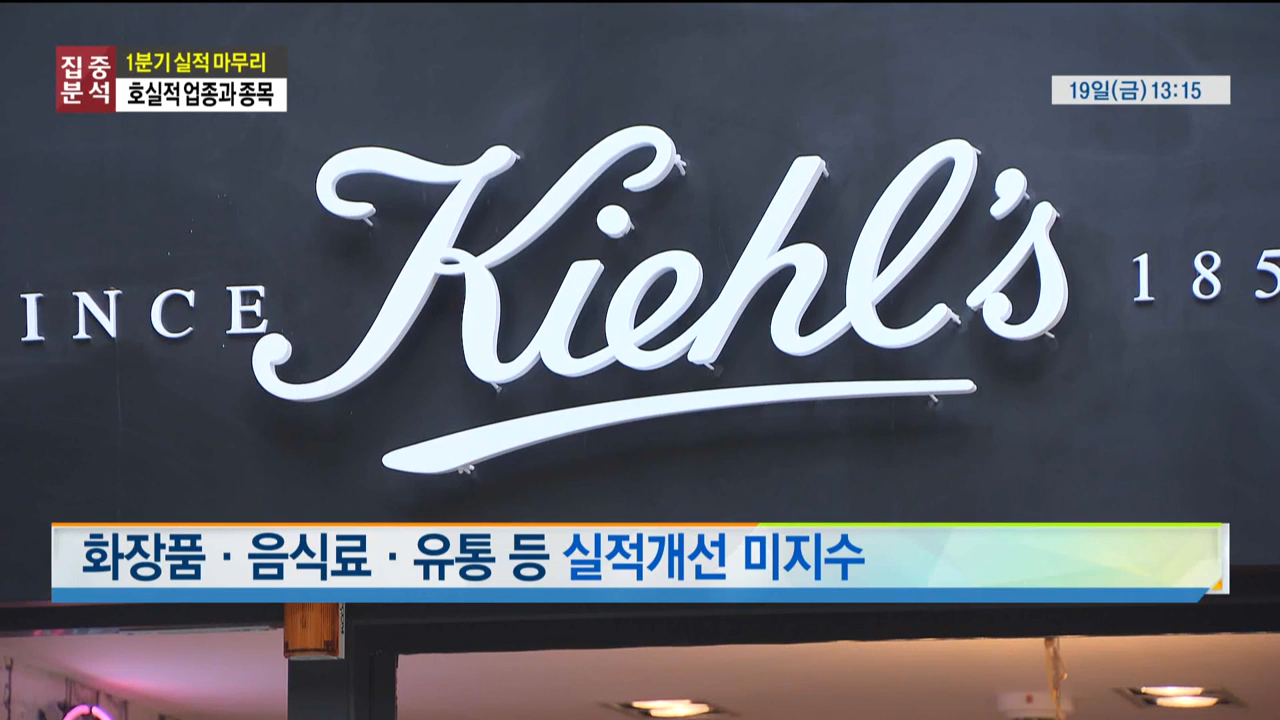 집중
분석
1분기 실적 마무리
호실적 업종과 종목
19일(금) 13:15
INCE Kiehl's 185
화장품·음식료·유통 등 실적개선 미지수